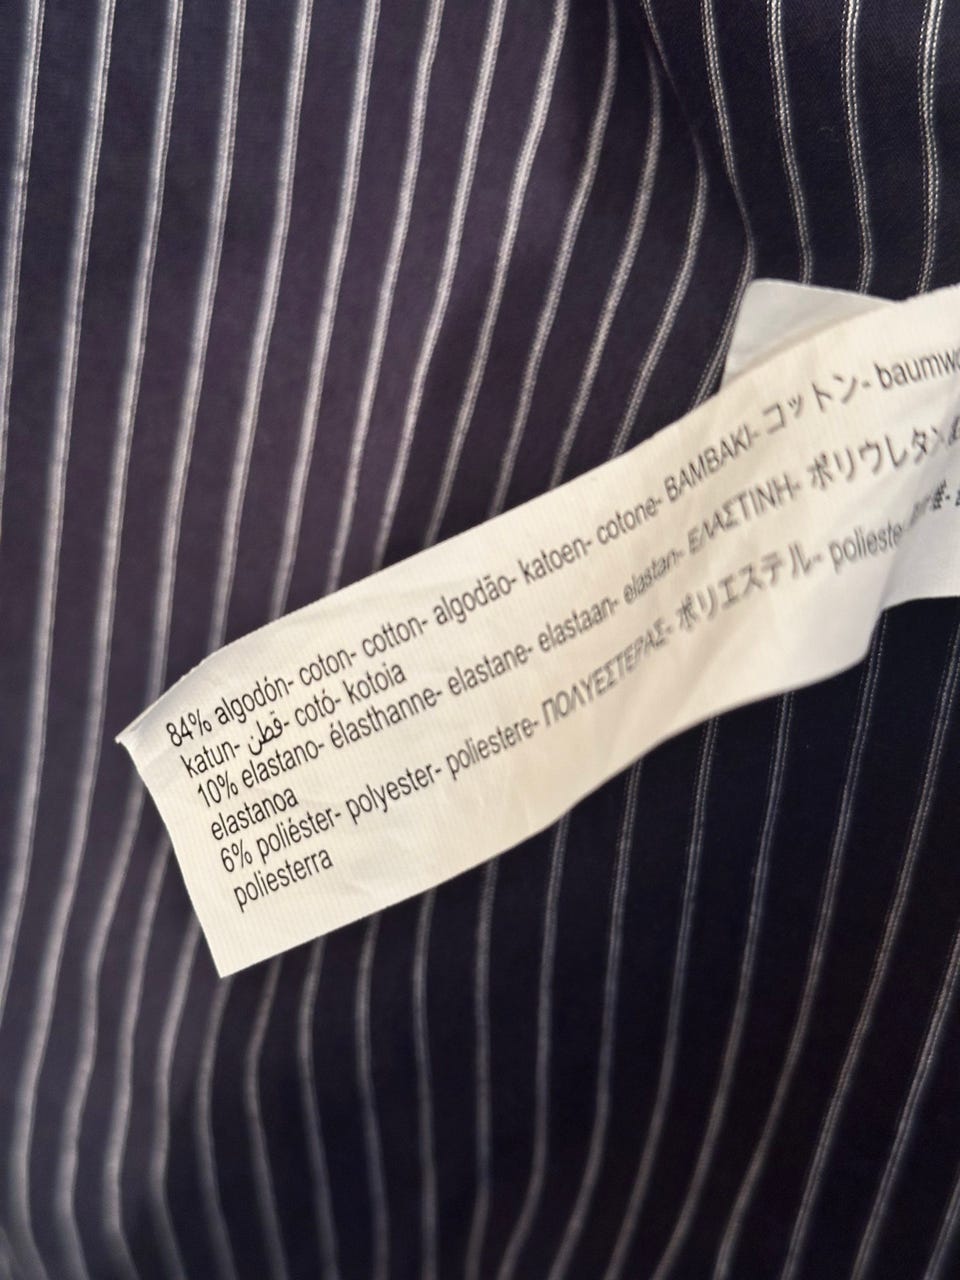 84% algodón- coton- cotton- algodão- katoen- cotone- ΒΑΜΒΑΚΙ- コットン- baumwo
katun- قطن- cotó- kotoia
10% elastano- élasthanne- elastane- elastaan- elastan- ΕΛΑΣΤΙΝΗ- ポリウレタン
elastanoa
6% poliéster- polyester- poliestere- ΠΟΛΥΕΣΤΕΡΑΣ- ポリエステル- polieste
poliesterra